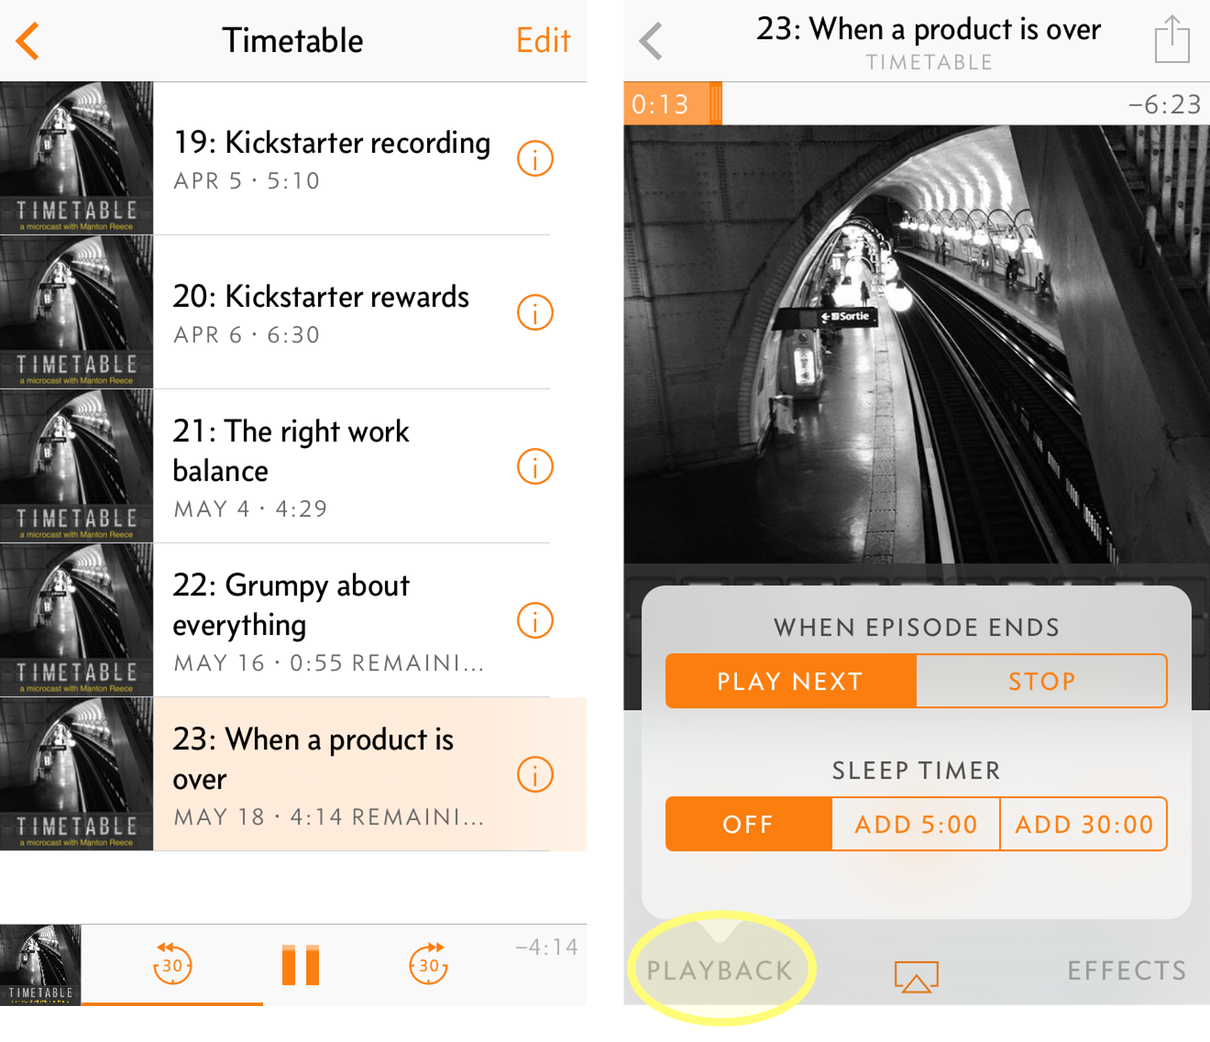 Timetable
Edit
TIMETABLE
a microcast with Manton Reece
19: Kickstarter recording
APR 5 · 5:10
TIMETABLE
a microcast with Manton Reece
20: Kickstarter rewards
APR 6 · 6:30
TIMETABLE
a microcast with Manton Reece
21: The right work
balance
MAY 4 · 4:29
TIMETABLE
a microcast with Manton Reece
22: Grumpy about
everything
MAY 16 · 0:55 REMAINI...
TIMETABLE
a microcast with Manton Reece
23: When a product is
over
MAY 18 · 4:14 REMAINI...
TIMETABLE
30
30
–4:14
23: When a product is over
TIMETABLE
0:13
–6:23
Sortie
WHEN EPISODE ENDS
PLAY NEXT
STOP
SLEEP TIMER
OFF
ADD 5:00
ADD 30:00
PLAYBACK
EFFECTS